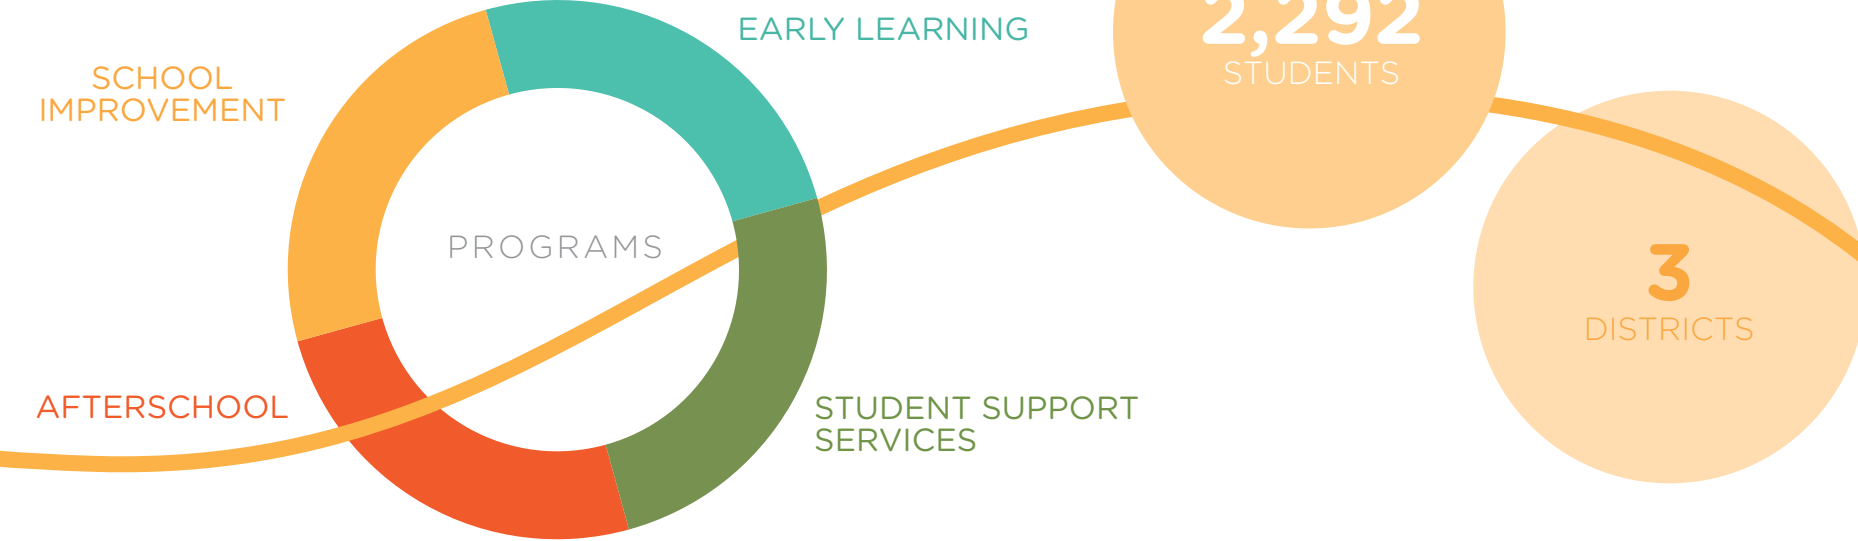 EARLY LEARNING
SCHOOL
IMPROVEMENT
PROGRAMS
AFTERSCHOOL
STUDENT SUPPORT
SERVICES
2,292
STUDENTS
3
DISTRICTS